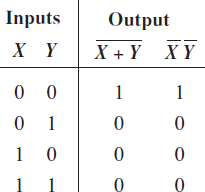 Inputs Output
X Y X̅ ̅+̅ ̅Y̅ X̅ Y̅
0 0 1 1
0 1 0 0
1 0 0 0
1 1 0 0